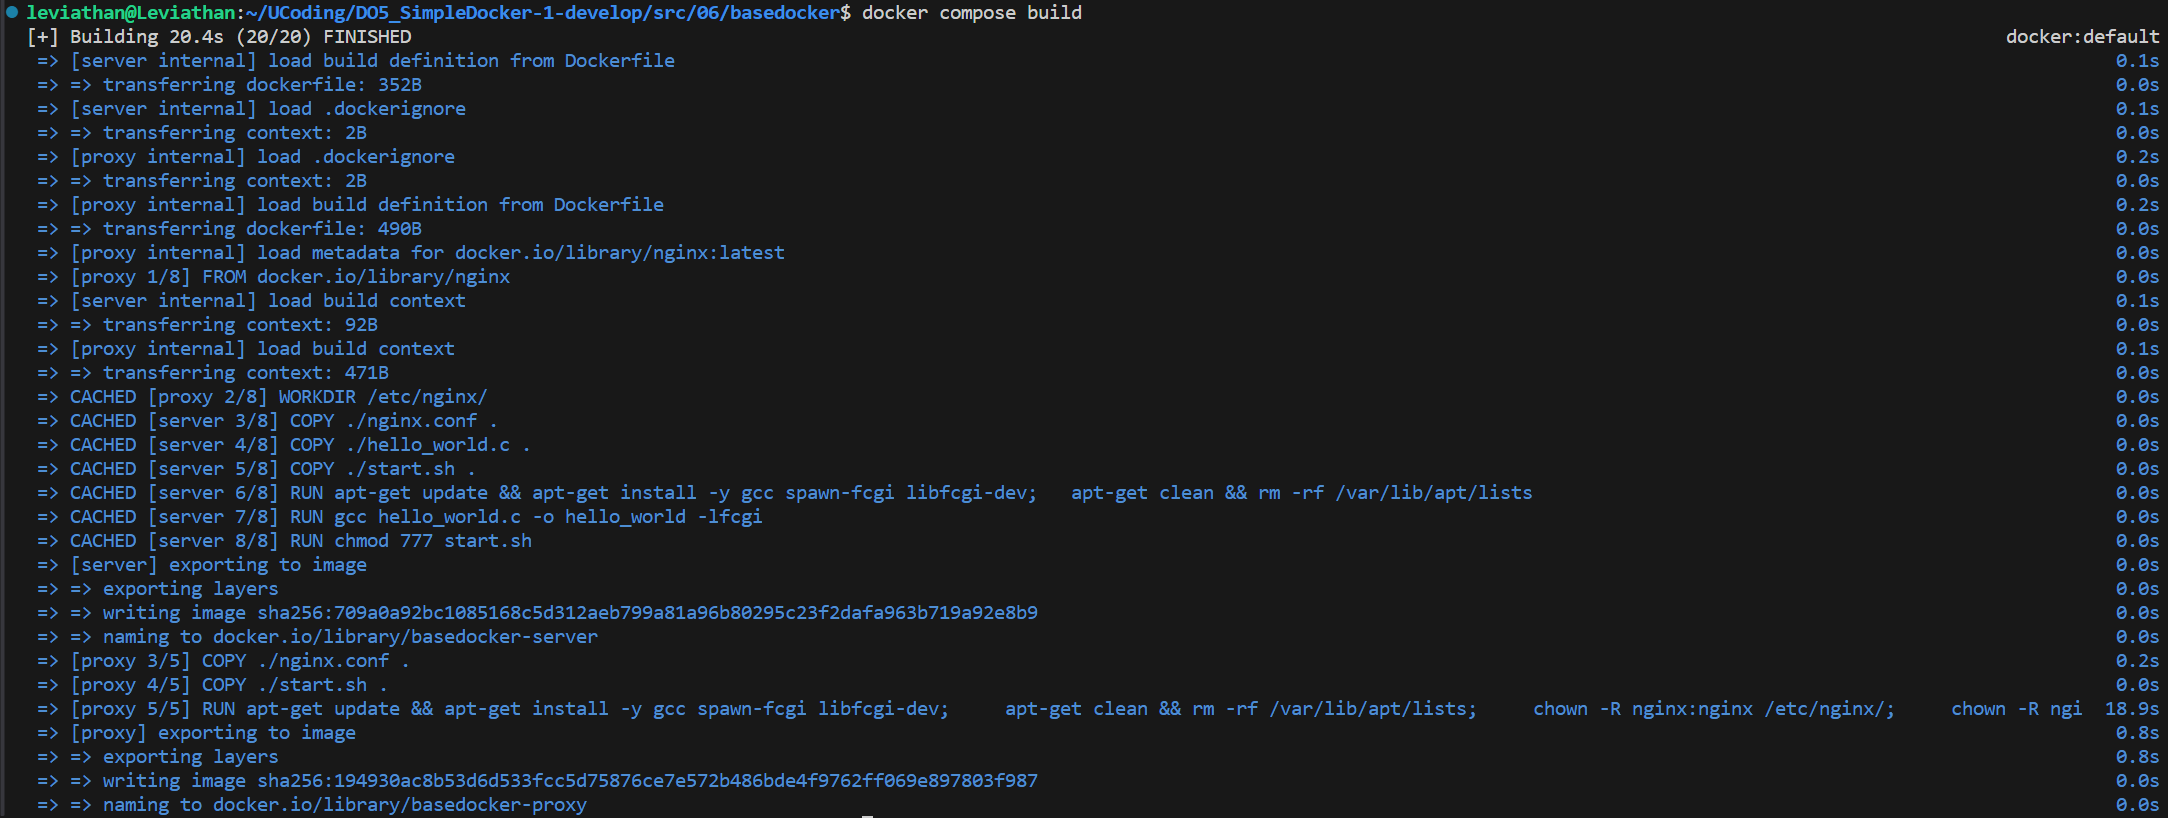 leviathan@Leviathan:~/UCoding/DO5_SimpleDocker-1-develop/src/06/basedocker$ docker compose build
[+] Building 20.4s (20/20) FINISHED docker:default
=> [server internal] load build definition from Dockerfile 0.1s
=> => transferring dockerfile: 352B 0.0s
=> [server internal] load .dockerignore 0.1s
=> => transferring context: 2B 0.0s
=> [proxy internal] load .dockerignore 0.2s
=> => transferring context: 2B 0.0s
=> [proxy internal] load build definition from Dockerfile 0.2s
=> => transferring dockerfile: 490B 0.0s
=> [proxy internal] load metadata for docker.io/library/nginx:latest 0.0s
=> [proxy 1/8] FROM docker.io/library/nginx 0.0s
=> [server internal] load build context 0.1s
=> => transferring context: 92B 0.0s
=> [proxy internal] load build context 0.1s
=> => transferring context: 471B 0.0s
=> CACHED [proxy 2/8] WORKDIR /etc/nginx/ 0.0s
=> CACHED [server 3/8] COPY ./nginx.conf . 0.0s
=> CACHED [server 4/8] COPY ./hello_world.c . 0.0s
=> CACHED [server 5/8] COPY ./start.sh . 0.0s
=> CACHED [server 6/8] RUN apt-get update && apt-get install -y gcc spawn-fcgi libfcgi-dev;   apt-get clean && rm -rf /var/lib/apt/lists 0.0s
=> CACHED [server 7/8] RUN gcc hello_world.c -o hello_world -lfcgi 0.0s
=> CACHED [server 8/8] RUN chmod 777 start.sh 0.0s
=> [server] exporting to image 0.0s
=> => exporting layers 0.0s
=> => writing image sha256:709a0a92bc1085168c5d312aeb799a81a96b80295c23f2dafa963b719a92e8b9 0.0s
=> => naming to docker.io/library/basedocker-server 0.0s
=> [proxy 3/5] COPY ./nginx.conf . 0.2s
=> [proxy 4/5] COPY ./start.sh . 0.0s
=> [proxy 5/5] RUN apt-get update && apt-get install -y gcc spawn-fcgi libfcgi-dev;     apt-get clean && rm -rf /var/lib/apt/lists;     chown -R nginx:nginx /etc/nginx/;     chown -R ngi 18.9s
=> [proxy] exporting to image 0.8s
=> => exporting layers 0.8s
=> => writing image sha256:194930ac8b53d6d533fcc5d75876ce7e572b486bde4f9762ff069e897803f987 0.0s
=> => naming to docker.io/library/basedocker-proxy 0.0s